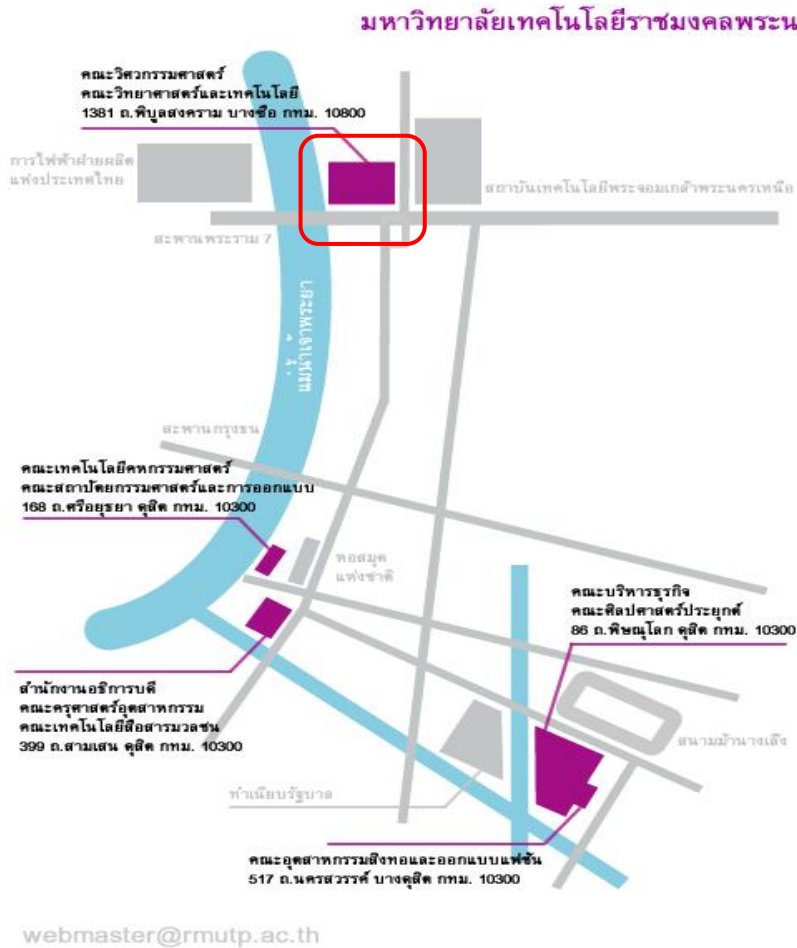 มหาวิทยาลัยเทคโนโลยีราชมงคลพระน
คณะวิศวกรรมศาสตร์
คณะวิทยาศาสตร์และเทคโนโลยี
1381 ถ.พิบูลสงคราม บางซือ กทม. 10800
การไฟฟ้าฝ่ายผลิต
แห่งประเทศไทย
สถาบันเทคโนโลยีพระจอมเกล้าพระนครเหนือ
สะพานพระราม 7
แม่น้ำเจ้าพระยา
สะพานกรุงธน
คณะเทคโนโลยีคหกรรมศาสตร์
คณะสถาปัตยกรรมศาสตร์และการออกแบบ
168 ถ.ศรีอยุธยา ดุสิต กทม. 10300
หอสมุด
แห่งชาติ
คณะบริหารธุรกิจ
คณะศิลปศาสตร์ประยุกต์
86 ถ.พิษณุโลก ดุสิต กทม. 10300
สำนักงานอธิการบดี
คณะครุศาสตร์อุตสาหกรรม
คณะเทคโนโลยีสื่อสารมวลชน
399 ถ.สามเสน ดุสิต กทม. 10300
สนามม้านางเลิ้ง
ทำเนียบรัฐบาล
คณะอุตสาหกรรมสิ่งทอและออกแบบแฟชั่น
517 ถ.นครสวรรค์ บางดุสิต กทม. 10300
webmaster@rmutp.ac.th